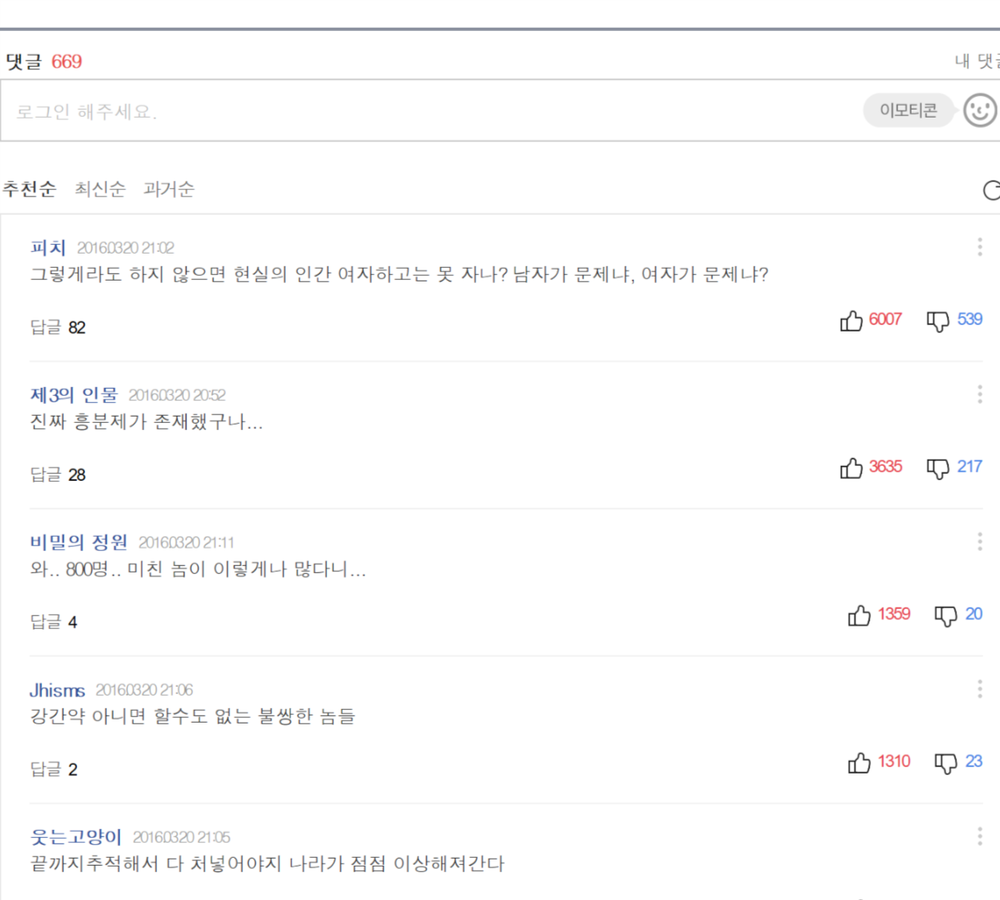 댓글 669
내 댓글
로그인 해주세요.
이모티콘
추천순 최신순 과거순
피치 2016.03.20 21:02
그렇게라도 하지 않으면 현실의 인간 여자하고는 못 자나? 남자가 문제냐, 여자가 문제냐?
답글 82
6007 539
제3의 인물 2016.03.20 20:52
진짜 흥분제가 존재했구나...
답글 28
3635 217
비밀의 정원 2016.03.20 21:11
와.. 800명.. 미친 놈이 이렇게나 많다니...
답글 4
1359 20
Jhisms 2016.03.20 21:06
강간약 아니면 할수도 없는 불쌍한 놈들
답글 2
1310 23
웃는고양이 2016.03.20 21:05
끝까지추적해서 다 처넣어야지 나라가 점점 이상해져간다